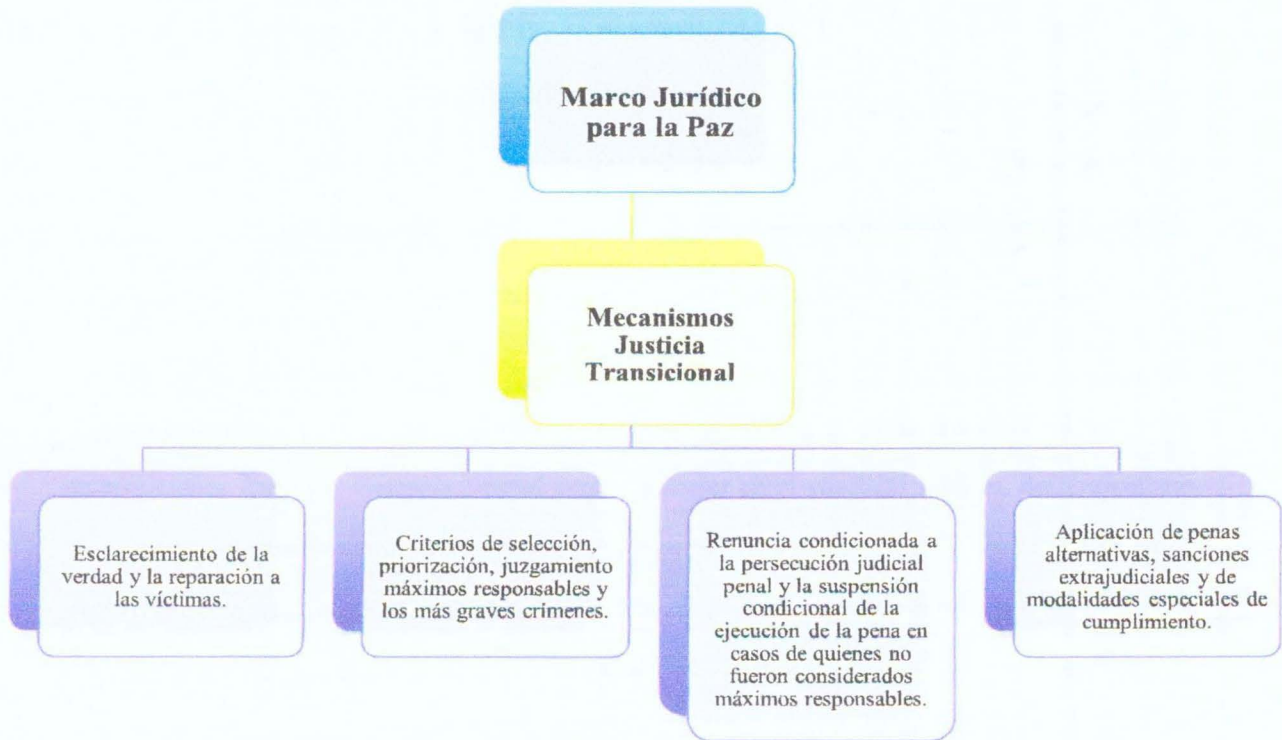 Marco Jurídico
para la Paz
Mecanismos
Justicia
Transicional
Esclarecimiento de la
verdad y la reparación a
las víctimas.
Criterios de selección,
priorización, juzgamiento
máximos responsables y
los más graves crímenes.
Renuncia condicionada a
la persecución judicial
penal y la suspensión
condicional de la
ejecución de la pena en
casos de quienes no
fueron considerados
máximos responsables.
Aplicación de penas
alternativas, sanciones
extrajudiciales y de
modalidades especiales de
cumplimiento.